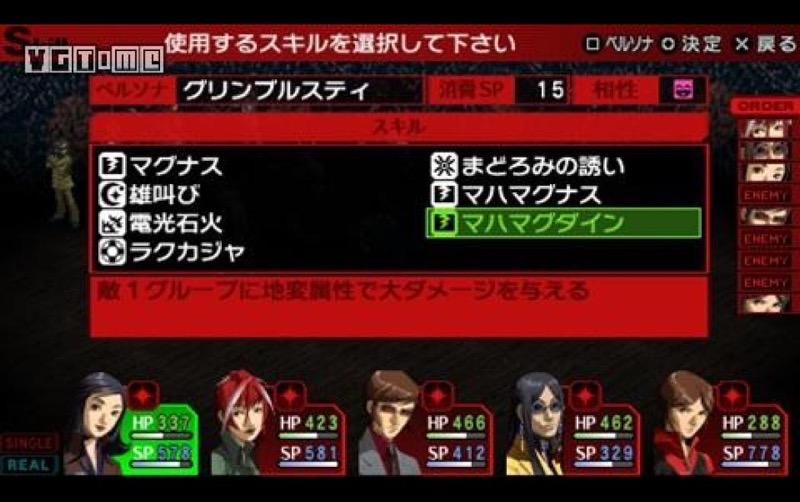 Skill
VGTIME
使用するスキルを選択して下さい
□ペルソナ ○決定 ×戻る
ペルソナ グリンブルスティ 消費SP 15 相性
ORDER
スキル
マグナス まどろみの誘い
雄叫び マハマグナス
電光石火 マハマグダイン
ラクカジャ
ENEMY
ENEMY
ENEMY
ENEMY
敵1グループに地変属性で大ダメージを与える
HP 337 HP 423 HP 466 HP 462 HP 288
SP 578 SP 581 SP 412 SP 329 SP 778
SINGLE
REAL